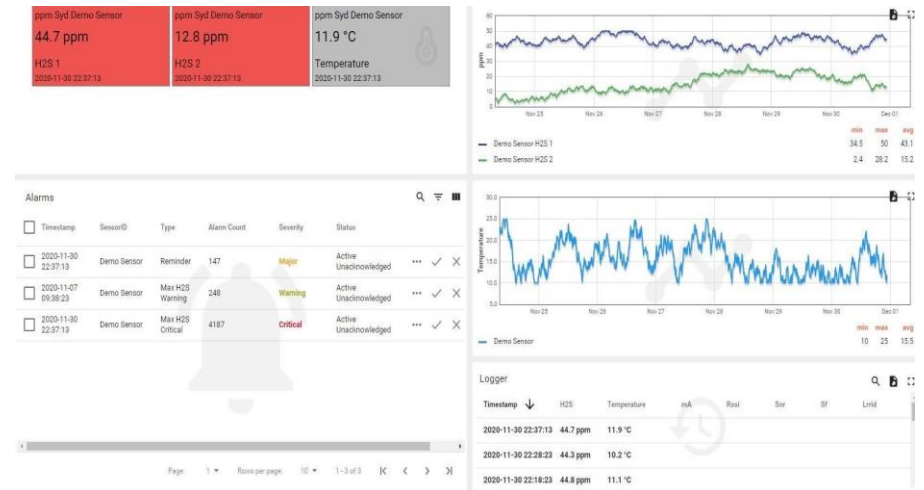 ppm Syd Demo Sensor
44.7 ppm
H2S 1
2020-11-30 22:37:13
ppm Syd Demo Sensor
12.8 ppm
H2S 2
2020-11-30 22:37:13
ppm Syd Demo Sensor
11.9 °C
Temperature
2020-11-30 22:37:13
ppm
60
50
40
30
20
10
0
Nov 25 Nov 26 Nov 27 Nov 28 Nov 29 Nov 30 Dec 01
min max avg
Demo Sensor H2S 1 34.5 50 43.1
Demo Sensor H2S 2 2.4 28.2 15.2
Alarms
Timestamp SensorID Type Alarm Count Severity Status
2020-11-30 22:37:13 Demo Sensor Reminder 147 Major Active Unacknowledged
2020-11-07 09:38:23 Demo Sensor Max H2S Warning 248 Warning Active Unacknowledged
2020-11-30 22:37:13 Demo Sensor Max H2S Critical 4187 Critical Active Unacknowledged
Page: 1 Rows per page: 10 1 - 3 of 3
Temperature
30.0
25.0
20.0
15.0
10.0
5.0
Nov 25 Nov 26 Nov 27 Nov 28 Nov 29 Nov 30 Dec 01
min max avg
Demo Sensor 10 25 15.5
Logger
Timestamp H2S Temperature mA Rssi Snr Sf Lrrid
2020-11-30 22:37:13 44.7 ppm 11.9 °C
2020-11-30 22:28:23 44.3 ppm 10.2 °C
2020-11-30 22:18:23 44.8 ppm 11.1 °C